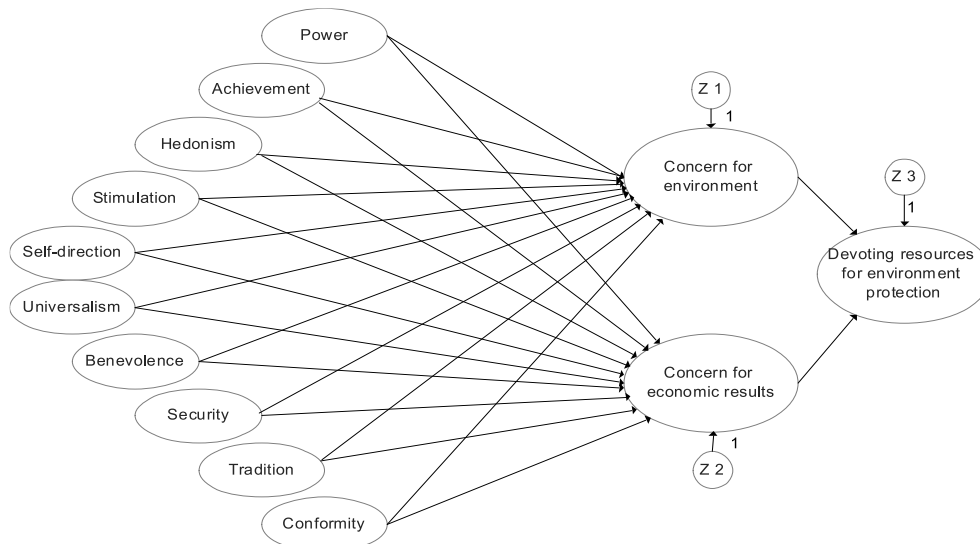 Power
Achievement
Hedonism
Stimulation
Self-direction
Universalism
Benevolence
Security
Tradition
Conformity
Z 1
1
Concern for
environment
Z 3
1
Devoting resources
for environment
protection
Concern for
economic results
1
Z 2